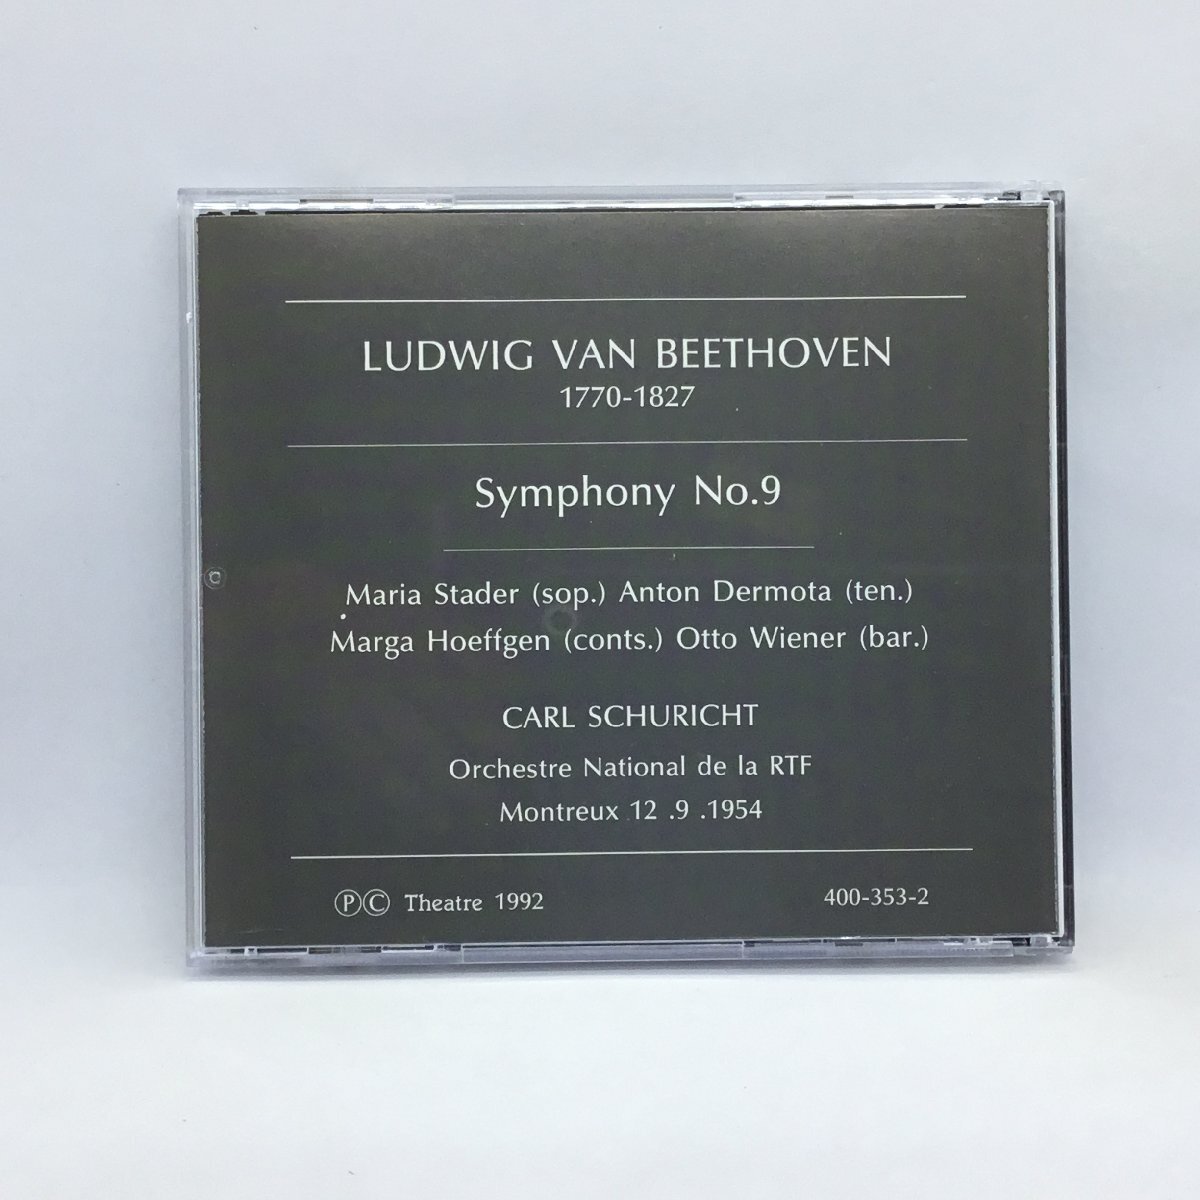 LUDWIG VAN BEETHOVEN
1770-1827
Symphony No.9
Maria Stader (sop.) Anton Dermota (ten.)
Marga Hoeffgen (conts.) Otto Wiener (bar.)
CARL SCHURICHT
Orchestre National de la RTF
Montreux 12 .9 .1954
ⓅⒸ Theatre 1992
400-353-2